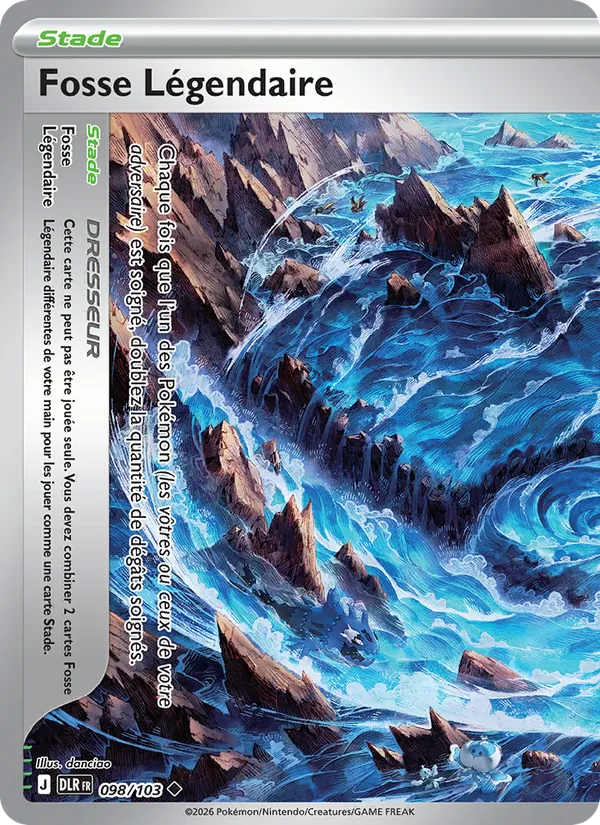 Stade
Fosse Légendaire
Stade
DRESSEUR
Fosse
Légendaire
Cette carte ne peut pas être jouée seule. Vous devez combiner 2 cartes Fosse
Légendaire différentes de votre main pour les jouer comme une carte Stade.
Chaque fois que l'un des Pokémon (les vôtres ou ceux de votre
adversaire) est soigné, doublez la quantité de dégâts soignés.
Illus. danciao
J DLR FR 098/103
©2026 Pokémon/Nintendo/Creatures/GAME FREAK